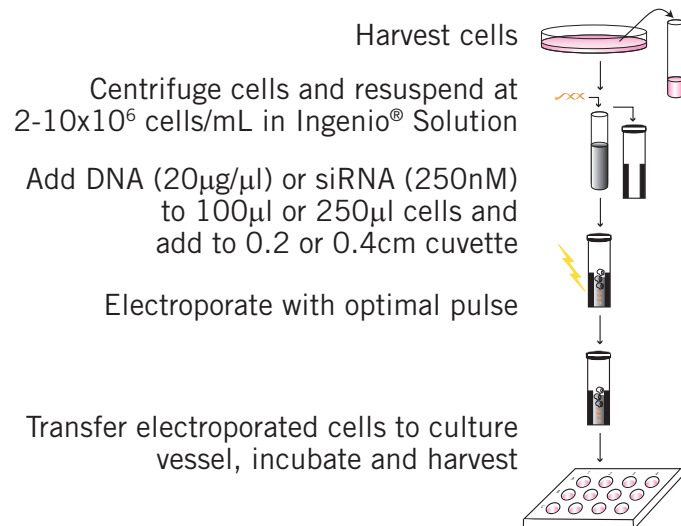 Harvest cells
Centrifuge cells and resuspend at
2-10x10⁶ cells/mL in Ingenio® Solution
Add DNA (20µg/µl) or siRNA (250nM)
to 100µl or 250µl cells and
add to 0.2 or 0.4cm cuvette
Electroporate with optimal pulse
Transfer electroporated cells to culture
vessel, incubate and harvest